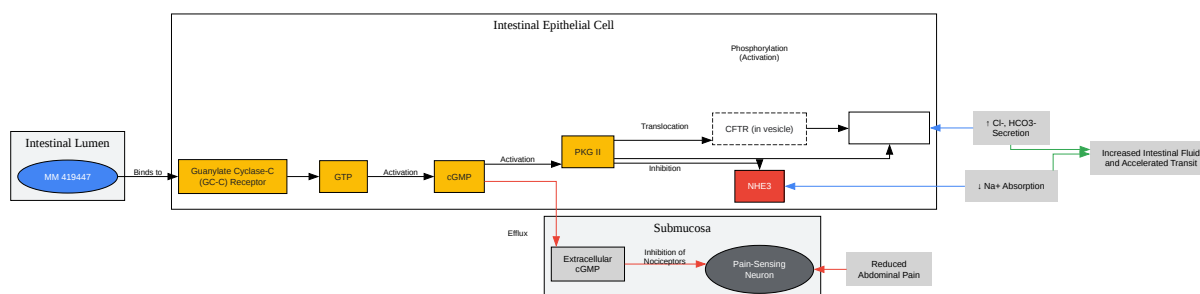 Intestinal Epithelial Cell
Phosphorylation
(Activation)
Intestinal Lumen
MM 419447
Binds to
Guanylate Cyclase-C
(GC-C) Receptor
GTP
Activation
cGMP
Activation
PKG II
Translocation
CFTR (in vesicle)
Inhibition
NHE3
↑ Cl-, HCO3-
Secretion
↓ Na+ Absorption
Increased Intestinal Fluid
and Accelerated Transit
Efflux
Submucosa
Extracellular
cGMP
Inhibition of
Nociceptors
Pain-Sensing
Neuron
Reduced
Abdominal Pain